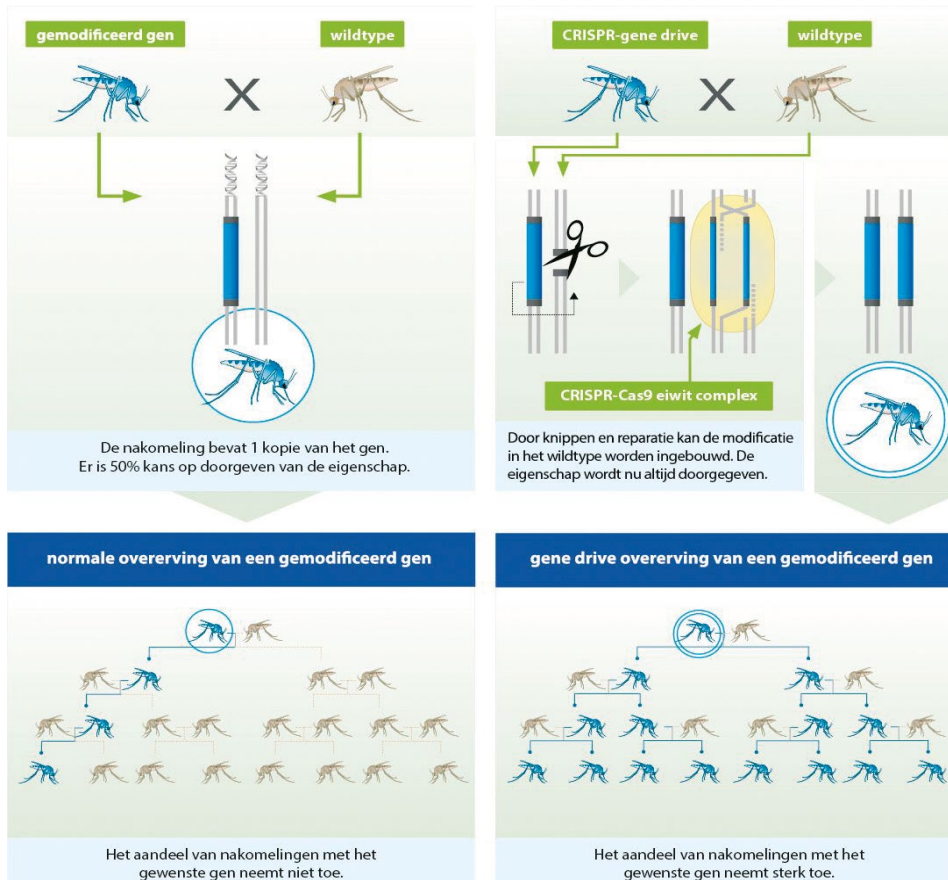 gemodificeerd gen
wildtype
De nakomeling bevat 1 kopie van het gen.
Er is 50% kans op doorgeven van de eigenschap.
CRISPR-gene drive
wildtype
CRISPR-Cas9 eiwit complex
Door knippen en reparatie kan de modificatie
in het wildtype worden ingebouwd. De
eigenschap wordt nu altijd doorgegeven.
normale overerving van een gemodificeerd gen
Het aandeel van nakomelingen met het
gewenste gen neemt niet toe.
gene drive overerving van een gemodificeerd gen
Het aandeel van nakomelingen met het
gewenste gen neemt sterk toe.